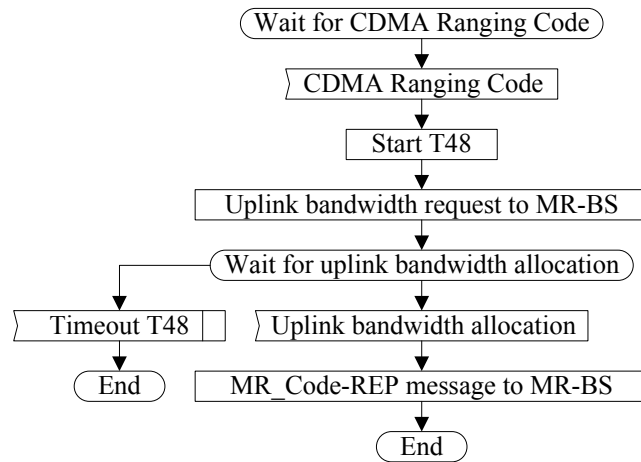 Wait for CDMA Ranging Code
CDMA Ranging Code
Start T48
Uplink bandwidth request to MR-BS
Wait for uplink bandwidth allocation
Timeout T48
Uplink bandwidth allocation
End
MR_Code-REP message to MR-BS
End